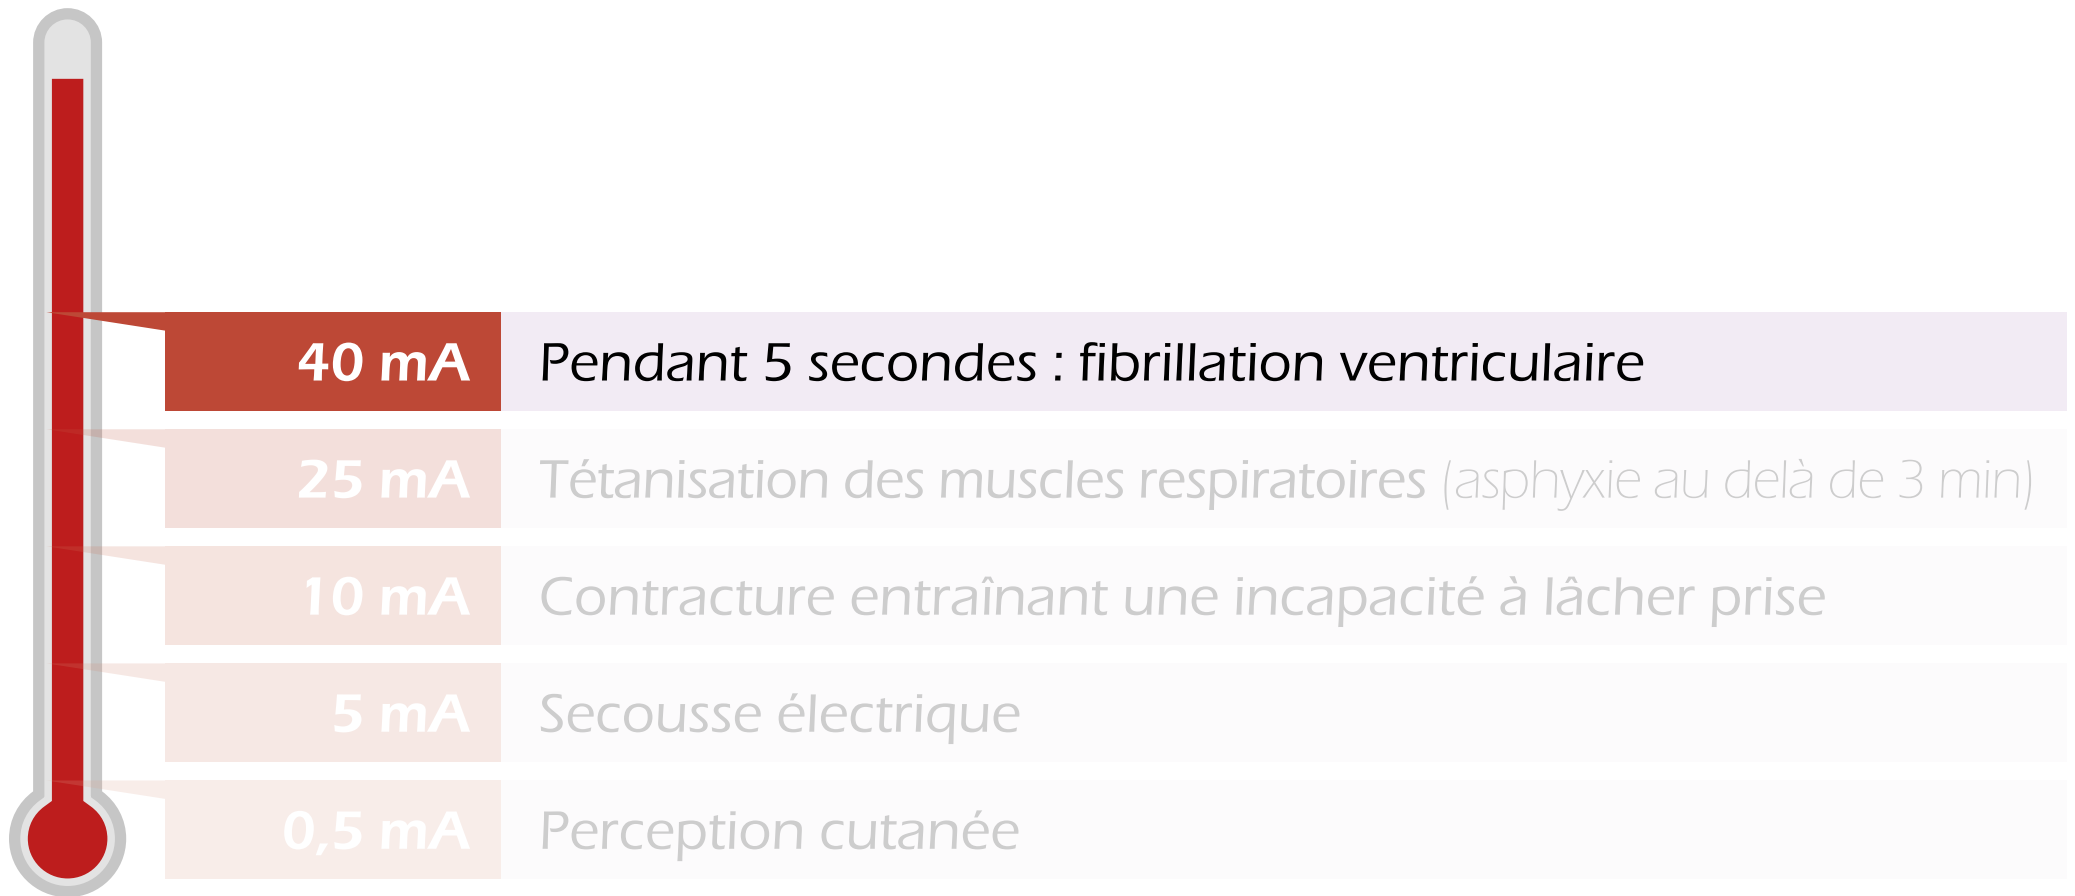 40 mA Pendant 5 secondes : fibrillation ventriculaire
25 mA Tétanisation des muscles respiratoires (asphyxie au delà de 3 min)
10 mA Contracture entraînant une incapacité à lâcher prise
5 mA Secousse électrique
0,5 mA Perception cutanée